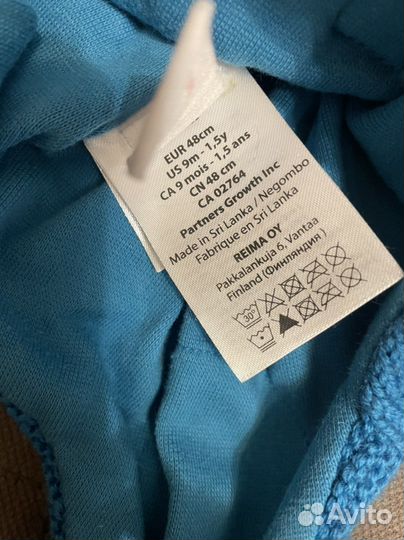 EUR 48cm
US 9m - 1,5y
CA 9 mois - 1,5 ans
CN 48 cm
CA 02764
Partners Growth Inc
Made in Sri Lanka / Negombo
Fabrique en Sri Lanka
REIMA OY
Pakkalankuja 6, Vantaa
Finland (Финляндия)
30°
Avito